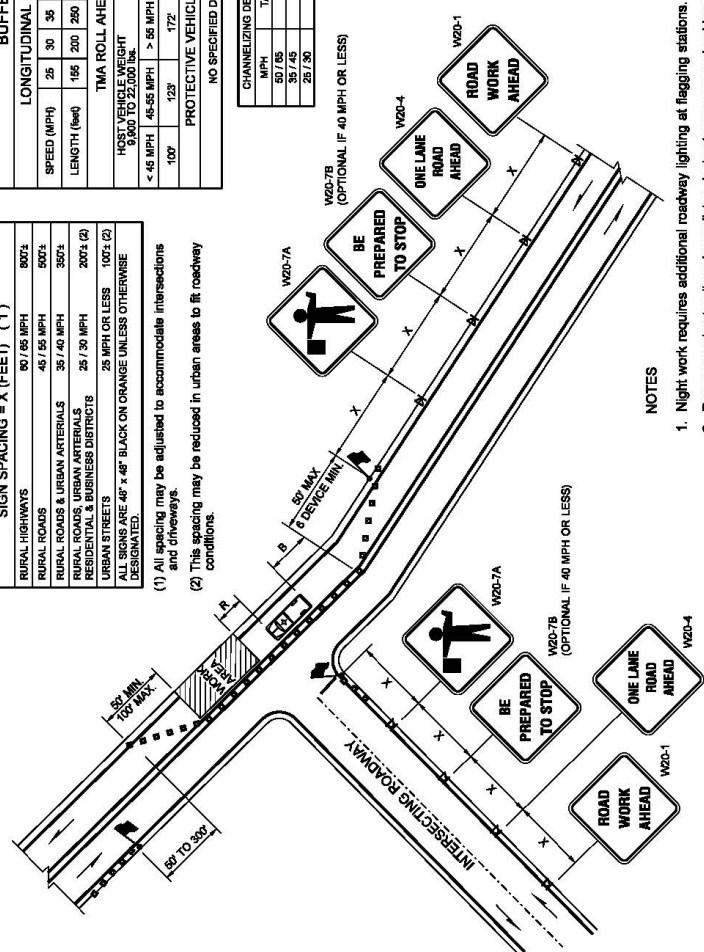 SIGN SPACING = X (FEET) (1)
RURAL HIGHWAYS 60 / 65 MPH 800'±
RURAL ROADS 45 / 55 MPH 500'±
RURAL ROADS & URBAN ARTERIALS 35 / 40 MPH 350'±
RURAL ROADS, URBAN ARTERIALS
RESIDENTIAL & BUSINESS DISTRICTS 25 / 30 MPH 200'± (2)
URBAN STREETS 25 MPH OR LESS 100'± (2)
ALL SIGNS ARE 48" x 48" BLACK ON ORANGE UNLESS OTHERWISE
DESIGNATED.
(1) All spacing may be adjusted to accommodate intersections
and driveways.
(2) This spacing may be reduced in urban areas to fit roadway
conditions.
LONGITUDINAL
SPEED (MPH) 25 30 35
LENGTH (feet) 155 200 250
HOST VEHICLE WEIGHT
9,900 TO 22,000 lbs.
< 45 MPH 45-55 MPH > 55 MPH
100' 123' 172'
NO SPECIFIED
MPH
50 / 65
35 / 45
25 / 30
50' MIN.
100' MAX.
WORK
AREA
R
B
50' MAX
6 DEVICE MIN.
50' TO 300'
X
X
X
X
W20-7A
W20-7B
(OPTIONAL IF 40 MPH OR LESS)
BE
PREPARED
TO STOP
W20-4
ONE LANE
ROAD
AHEAD
W20-1
ROAD
WORK
AHEAD
INTERSECTING ROADWAY
X
X
X
X
W20-7A
W20-7B
(OPTIONAL IF 40 MPH OR LESS)
BE
PREPARED
TO STOP
W20-4
ONE LANE
ROAD
AHEAD
W20-1
ROAD
WORK
AHEAD
NOTES
1. Night work requires additional roadway lighting at flagging stations.